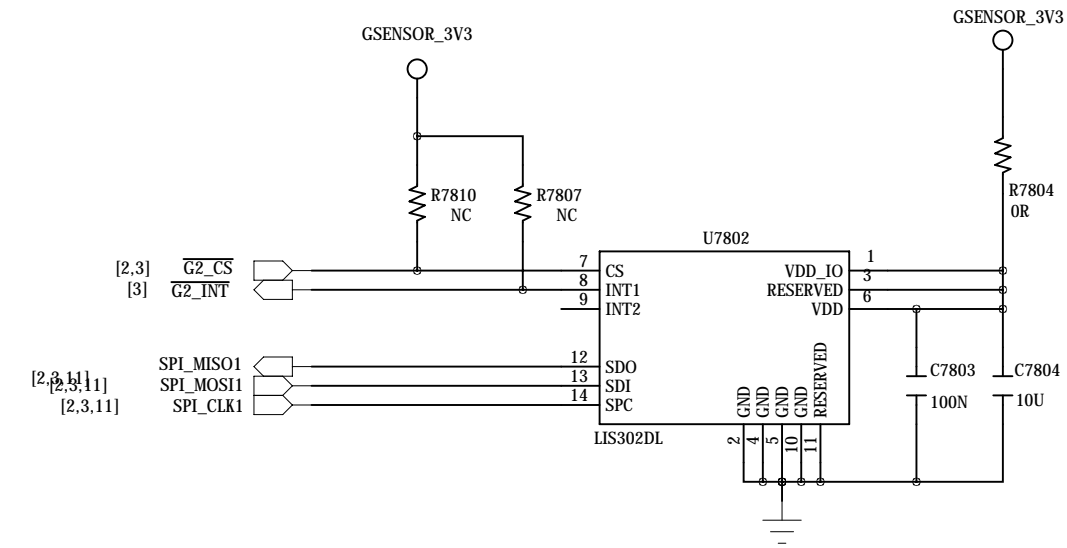 GSENSOR_3V3
GSENSOR_3V3
R7810
NC
R7807
NC
R7804
0R
U7802
[2,3] G2_CS 7 CS
[3] G2_INT 8 INT1
9 INT2
1 VDD_IO
3 RESERVED
6 VDD
SPI_MISO1 12 SDO
[2,3,11] SPI_MOSI1 13 SDI
[2,3,11] SPI_CLK1 14 SPC
GND GND GND GND RESERVED
2 4 5 10 11
LIS302DL
C7803
100N
C7804
10U